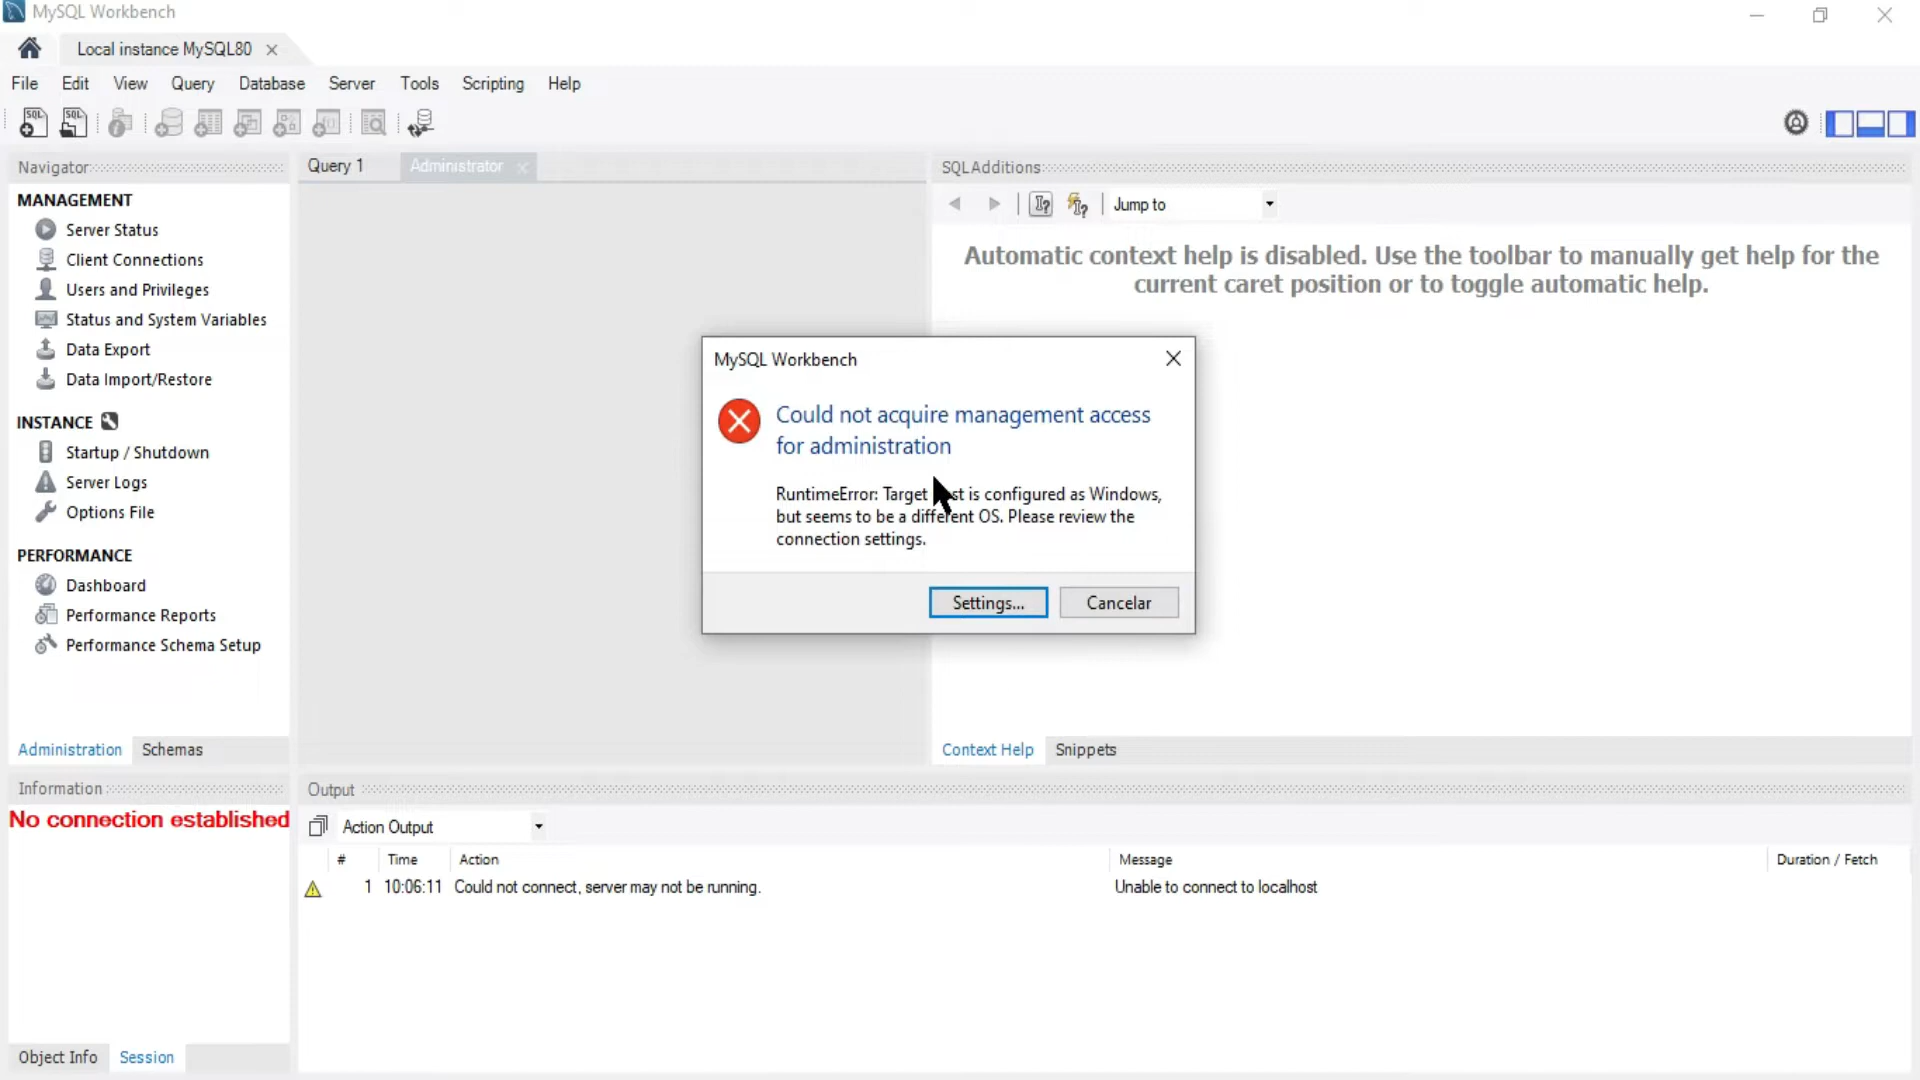 MySQL Workbench
Local instance MySQL80
File Edit View Query Database Server Tools Scripting Help
Navigator
MANAGEMENT
Server Status
Client Connections
Users and Privileges
Status and System Variables
Data Export
Data Import/Restore
INSTANCE
Startup / Shutdown
Server Logs
Options File
PERFORMANCE
Dashboard
Performance Reports
Performance Schema Setup
Administration Schemas
Query 1 Administrator
SQLAdditions
Jump to
Automatic context help is disabled. Use the toolbar to manually get help for the
current caret position or to toggle automatic help.
MySQL Workbench
Could not acquire management access
for administration
RuntimeError: Target is configured as Windows,
but seems to be a different OS. Please review the
connection settings.
Settings... Cancelar
Context Help Snippets
Information
No connection established
Object Info Session
Output
Action Output
# Time Action Message Duration / Fetch
1 10:06:11 Could not connect, server may not be running. Unable to connect to localhost